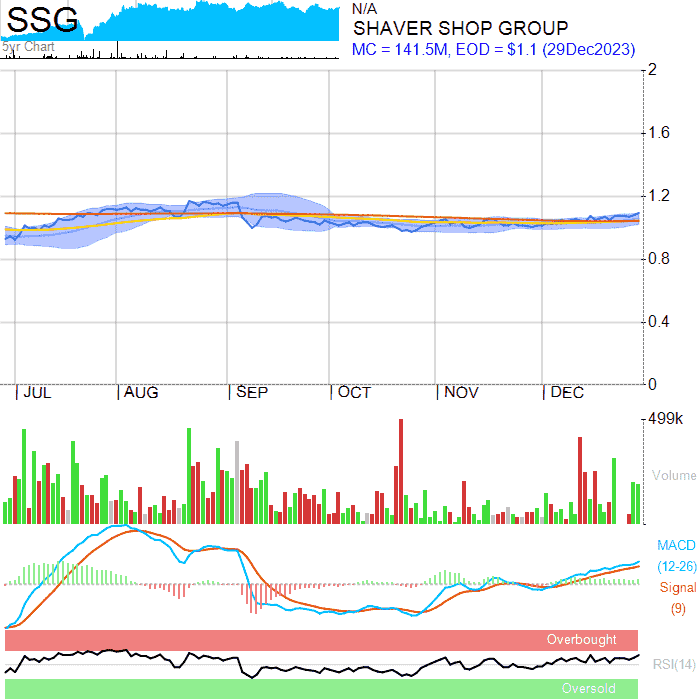 SSG
5yr Chart
N/A
SHAVER SHOP GROUP
MC = 141.5M, EOD = $1.1 (29Dec2023)
2
1.6
1.2
0.8
0.4
0
JUL AUG SEP OCT NOV DEC
499k
Volume
MACD
(12-26)
Signal
(9)
Overbought
RSI(14)
Oversold